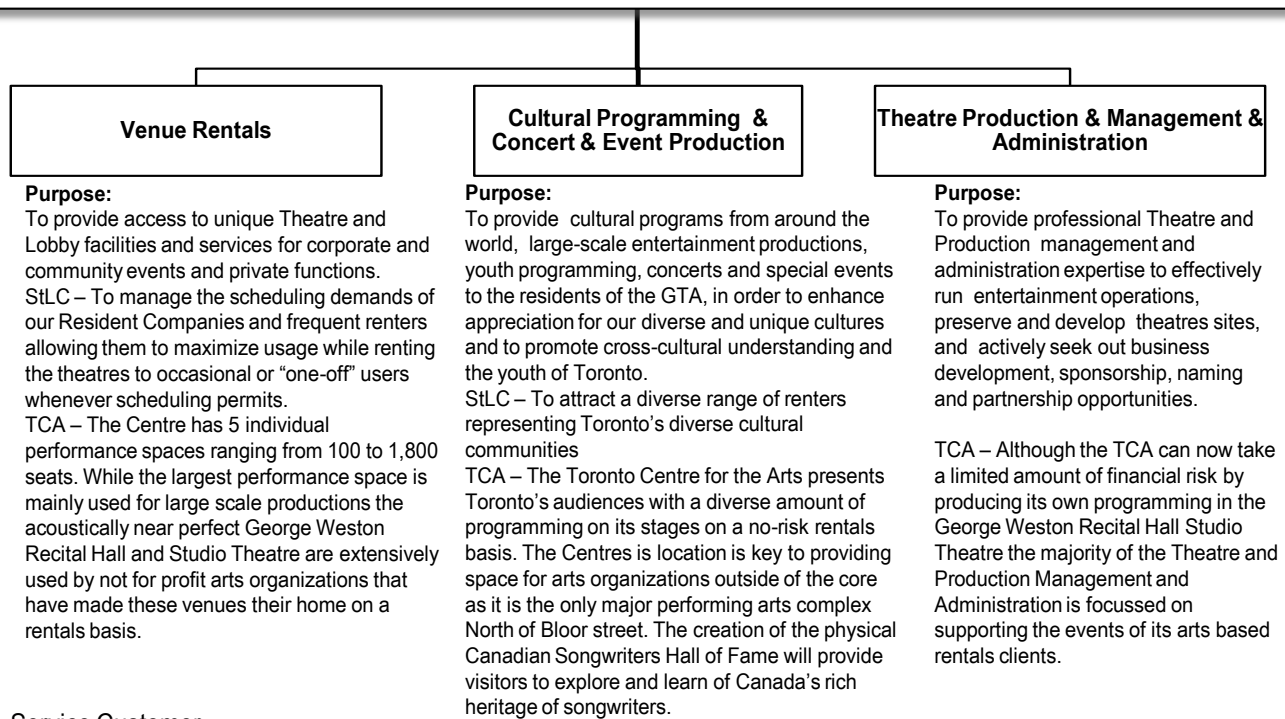 Venue Rentals
Purpose:
To provide access to unique Theatre and
Lobby facilities and services for corporate and
community events and private functions.
StLC – To manage the scheduling demands of
our Resident Companies and frequent renters
allowing them to maximize usage while renting
the theatres to occasional or “one-off” users
whenever scheduling permits.
TCA – The Centre has 5 individual
performance spaces ranging from 100 to 1,800
seats. While the largest performance space is
mainly used for large scale productions the
acoustically near perfect George Weston
Recital Hall and Studio Theatre are extensively
used by not for profit arts organizations that
have made these venues their home on a
rentals basis.
Cultural Programming &
Concert & Event Production
Purpose:
To provide cultural programs from around the
world, large-scale entertainment productions,
youth programming, concerts and special events
to the residents of the GTA, in order to enhance
appreciation for our diverse and unique cultures
and to promote cross-cultural understanding and
the youth of Toronto.
StLC – To attract a diverse range of renters
representing Toronto’s diverse cultural
communities
TCA – The Toronto Centre for the Arts presents
Toronto’s audiences with a diverse amount of
programming on its stages on a no-risk rentals
basis. The Centres is location is key to providing
space for arts organizations outside of the core
as it is the only major performing arts complex
North of Bloor street. The creation of the physical
Canadian Songwriters Hall of Fame will provide
visitors to explore and learn of Canada’s rich
heritage of songwriters.
Theatre Production & Management &
Administration
Purpose:
To provide professional Theatre and
Production management and
administration expertise to effectively
run entertainment operations,
preserve and develop theatres sites,
and actively seek out business
development, sponsorship, naming
and partnership opportunities.
TCA – Although the TCA can now take
a limited amount of financial risk by
producing its own programming in the
George Weston Recital Hall Studio
Theatre the majority of the Theatre and
Production Management and
Administration is focussed on
supporting the events of its arts based
rentals clients.
Service Customer